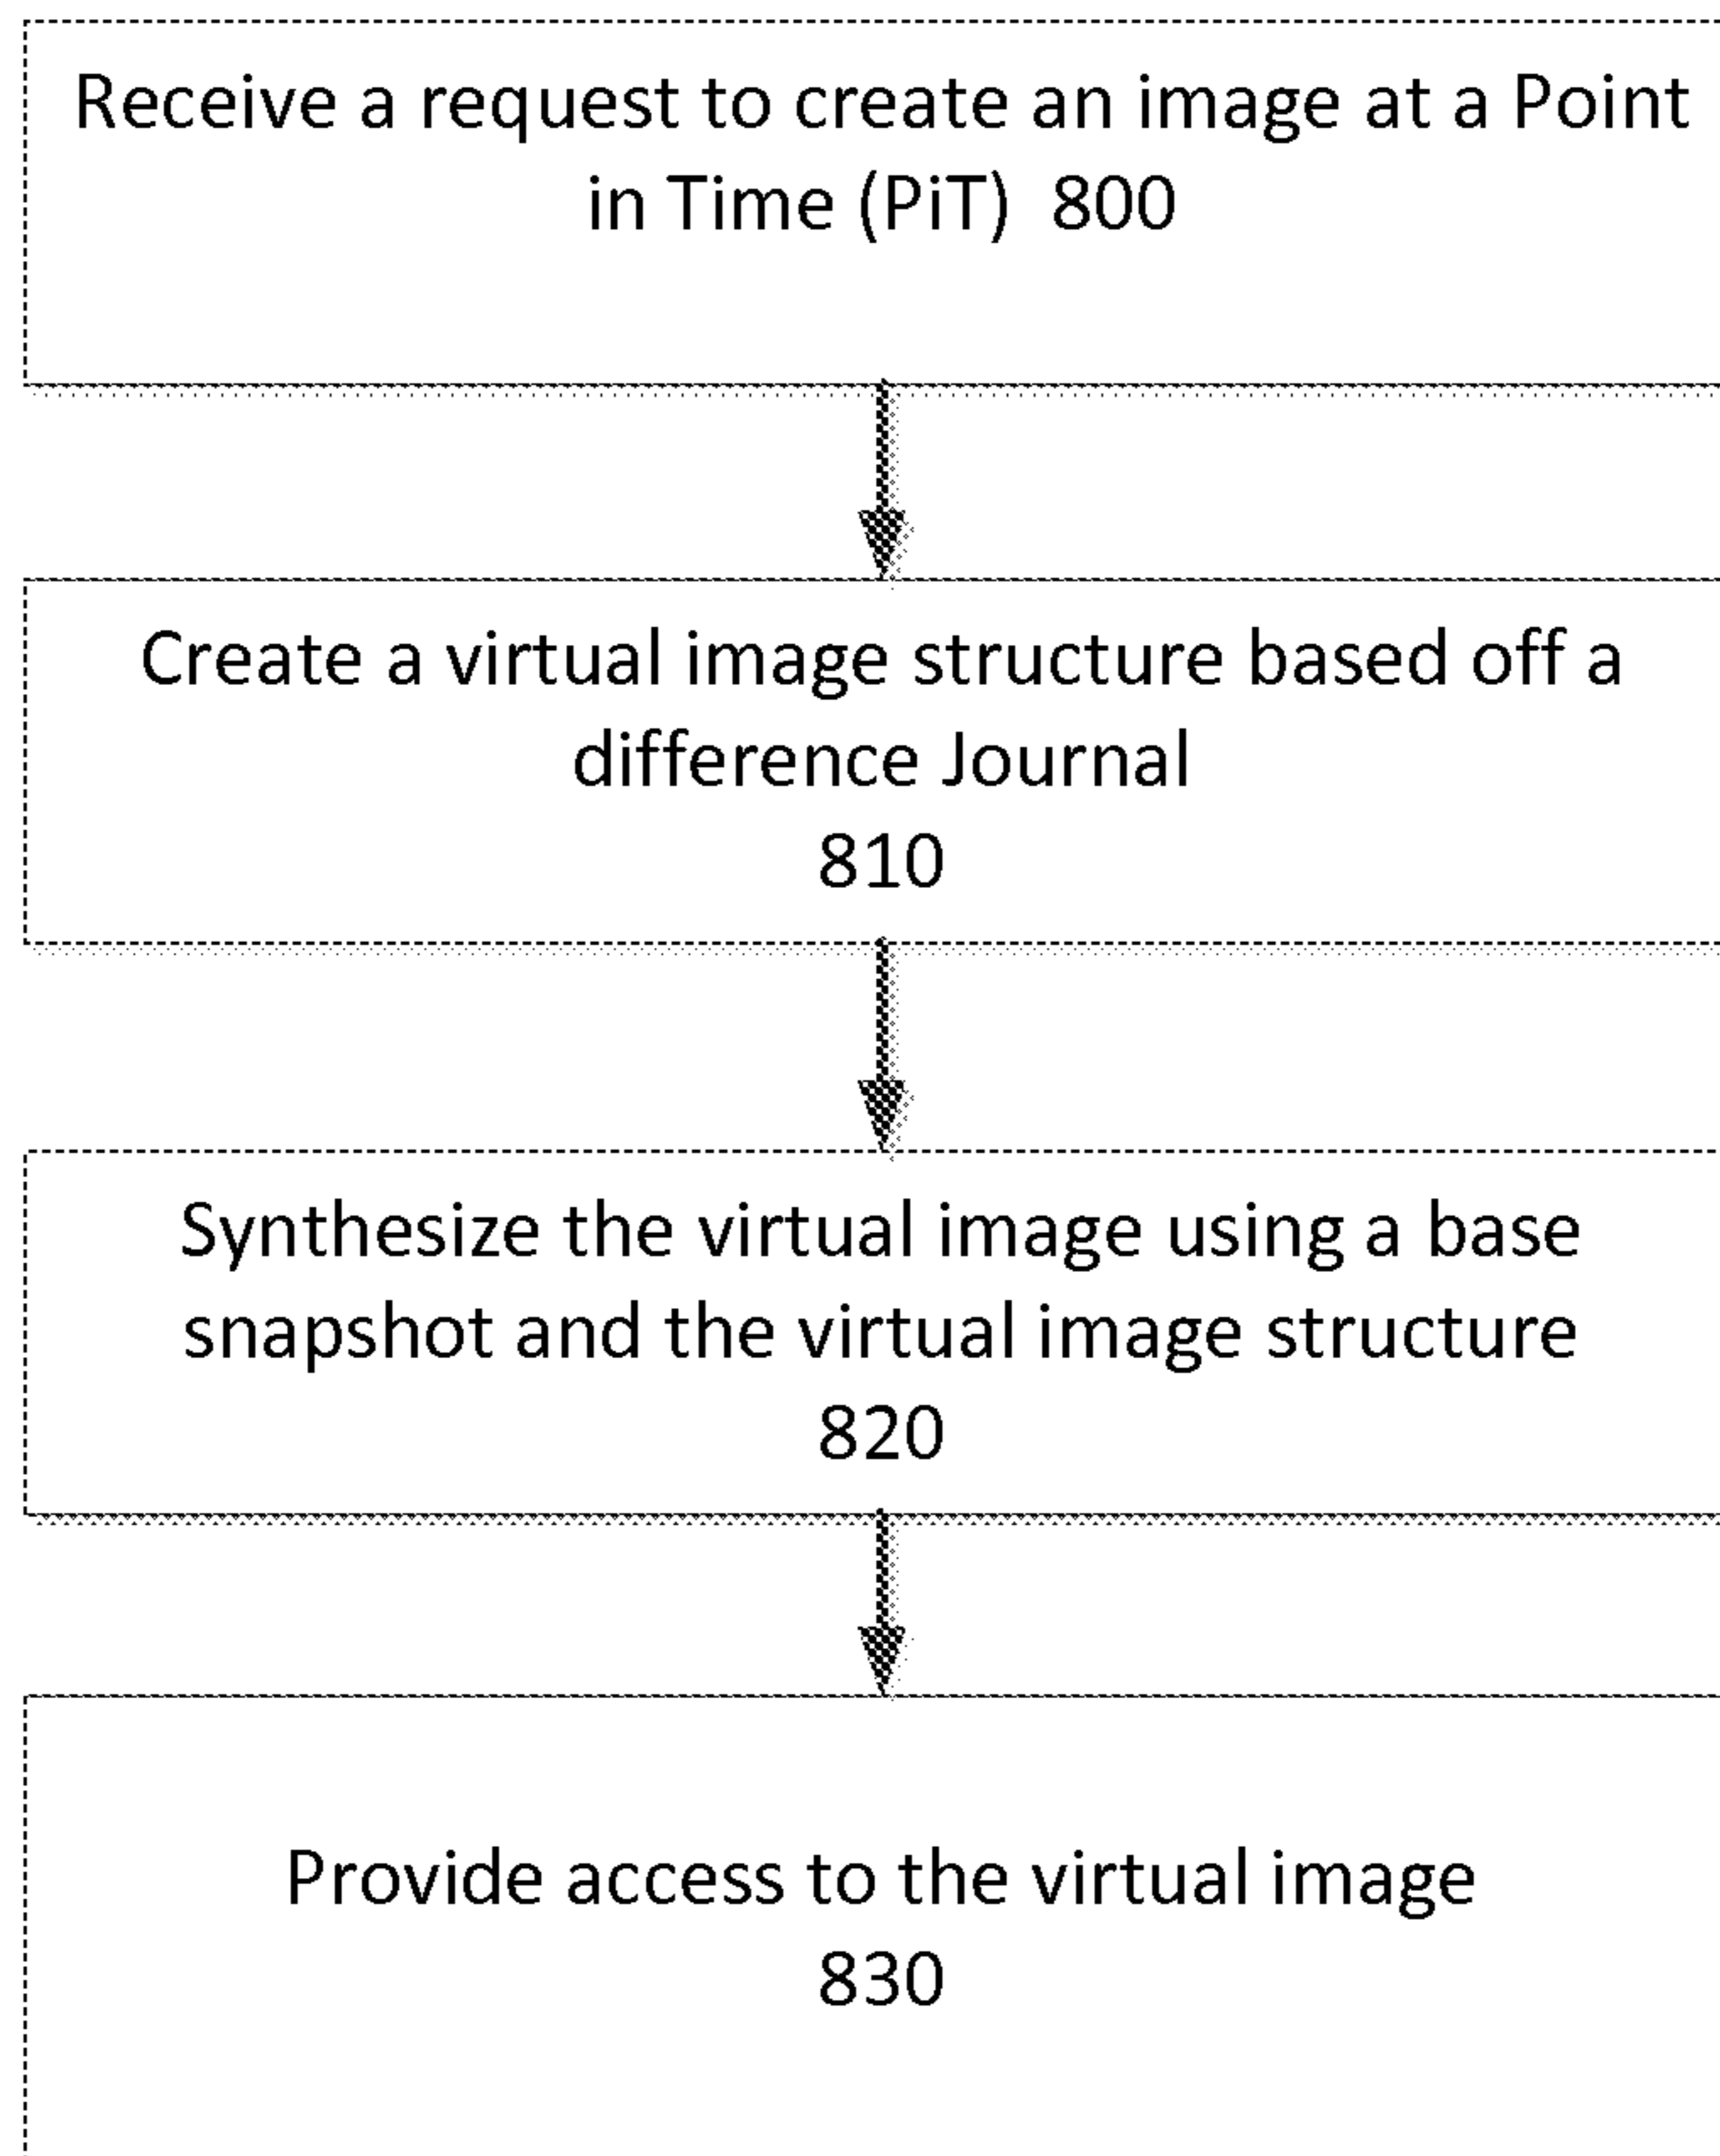 Receive a request to create an image at a Point
in Time (PiT) 800
Create a virtual image structure based off a
difference Journal
810
Synthesize the virtual image using a base
snapshot and the virtual image structure
820
Provide access to the virtual image
830